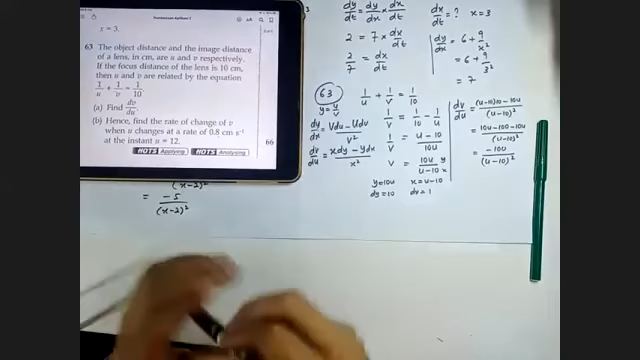 x = 3.
63 The object distance and the image distance
of a lens, in cm, are u and v respectively.
If the focus distance of the lens is 10 cm,
then u and v are related by the equation
1/u + 1/v = 1/10.
(a) Find dv/du.
(b) Hence, find the rate of change of v
when u changes at a rate of 0.8 cm s⁻¹
at the instant u = 12.
HOTS Applying HOTS Analysing
66
(x-2)²
= -5/(x-2)²
dy/dt = dy/dx × dx/dt
2 = 7 × dx/dt
2/7 = dx/dt
dx/dt = ? x = 3
dy/dx = 6 + 9/x²
= 6 + 9/3²
= 7
63
1/u + 1/v = 1/10
y = u/v
1/v = 1/10 - 1/u
dy/dx = Vdu - Udv/v²
1/v = u-10/10u
dv/du = xdy - ydx/x²
v = 10u y/u-10 x
y=10u x=u-10
dy=10 dx=1
dv/du = (u-10)10 - 10u/(u-10)²
= 10u-100-10u/(u-10)²
= -100/(u-10)²